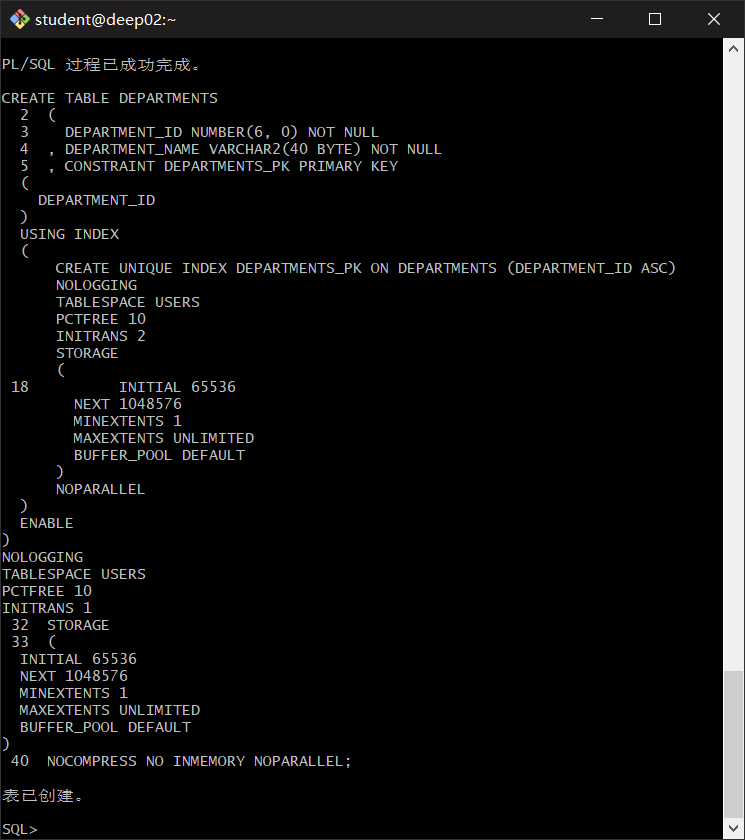 student@deep02:~
PL/SQL 过程已成功完成。
CREATE TABLE DEPARTMENTS
  2  (
  3    DEPARTMENT_ID NUMBER(6, 0) NOT NULL
  4  , DEPARTMENT_NAME VARCHAR2(40 BYTE) NOT NULL
  5  , CONSTRAINT DEPARTMENTS_PK PRIMARY KEY
  (
    DEPARTMENT_ID
  )
  USING INDEX
  (
      CREATE UNIQUE INDEX DEPARTMENTS_PK ON DEPARTMENTS (DEPARTMENT_ID ASC)
      NOLOGGING
      TABLESPACE USERS
      PCTFREE 10
      INITRANS 2
      STORAGE
      (
 18          INITIAL 65536
        NEXT 1048576
        MINEXTENTS 1
        MAXEXTENTS UNLIMITED
        BUFFER_POOL DEFAULT
      )
      NOPARALLEL
  )
  ENABLE
)
NOLOGGING
TABLESPACE USERS
PCTFREE 10
INITRANS 1
 32  STORAGE
 33  (
  INITIAL 65536
  NEXT 1048576
  MINEXTENTS 1
  MAXEXTENTS UNLIMITED
  BUFFER_POOL DEFAULT
)
 40  NOCOMPRESS NO INMEMORY NOPARALLEL;
表已创建。
SQL>